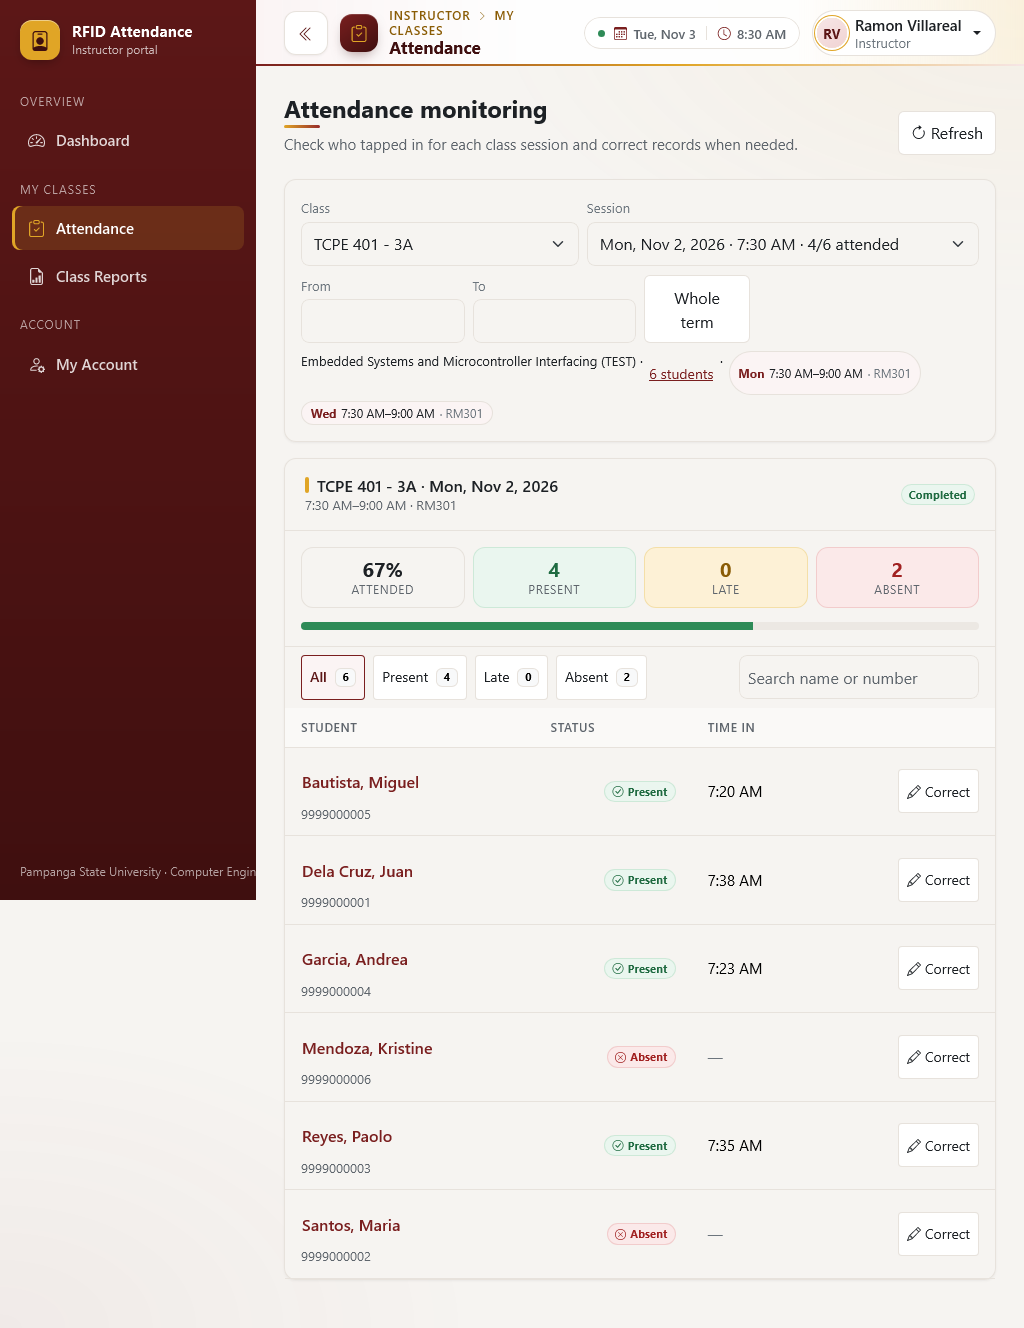 RFID Attendance
Instructor portal
OVERVIEW
Dashboard
MY CLASSES
Attendance
Class Reports
ACCOUNT
My Account
Pampanga State University · Computer Engin
INSTRUCTOR > MY CLASSES
Attendance
Tue, Nov 3
8:30 AM
RV
Ramon Villareal
Instructor
Attendance monitoring
Check who tapped in for each class session and correct records when needed.
Refresh
Class
Session
TCPE 401 - 3A
Mon, Nov 2, 2026 · 7:30 AM · 4/6 attended
From
To
Whole term
Embedded Systems and Microcontroller Interfacing (TEST) · 6 students · Mon 7:30 AM–9:00 AM · RM301
Wed 7:30 AM–9:00 AM · RM301
TCPE 401 - 3A · Mon, Nov 2, 2026
7:30 AM–9:00 AM · RM301
Completed
67%
ATTENDED
4
PRESENT
0
LATE
2
ABSENT
All 6
Present 4
Late 0
Absent 2
Search name or number
STUDENT STATUS TIME IN
Bautista, Miguel
9999000005
Present 7:20 AM Correct
Dela Cruz, Juan
9999000001
Present 7:38 AM Correct
Garcia, Andrea
9999000004
Present 7:23 AM Correct
Mendoza, Kristine
9999000006
Absent — Correct
Reyes, Paolo
9999000003
Present 7:35 AM Correct
Santos, Maria
9999000002
Absent — Correct